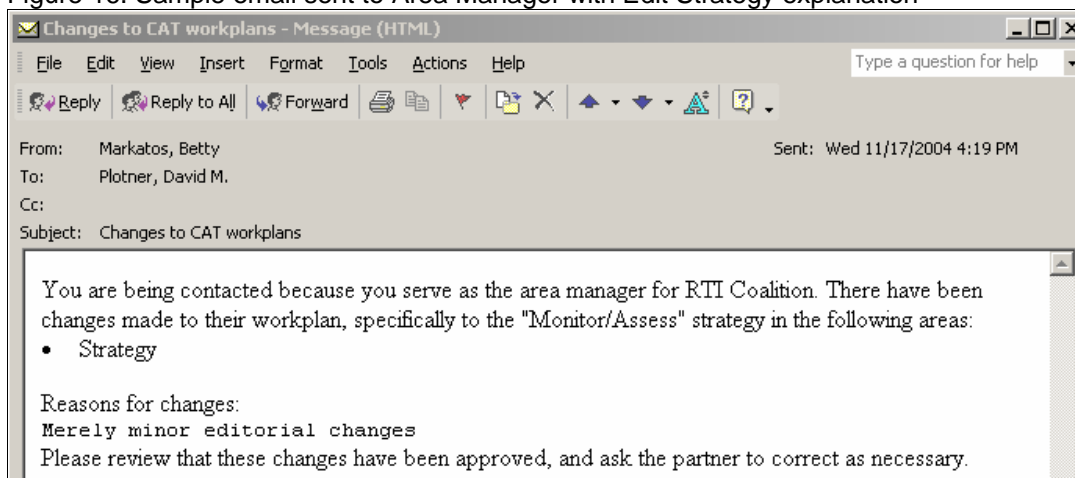 Figure 16. Sample email sent to Area Manager with Edit Strategy explanation
Changes to CAT workplans - Message (HTML)
File Edit View Insert Format Tools Actions Help Type a question for help
Reply Reply to All Forward
From: Markatos, Betty Sent: Wed 11/17/2004 4:19 PM
To: Plotner, David M.
Cc:
Subject: Changes to CAT workplans
You are being contacted because you serve as the area manager for RTI Coalition. There have been
changes made to their workplan, specifically to the "Monitor/Assess" strategy in the following areas:
• Strategy
Reasons for changes:
Merely minor editorial changes
Please review that these changes have been approved, and ask the partner to correct as necessary.